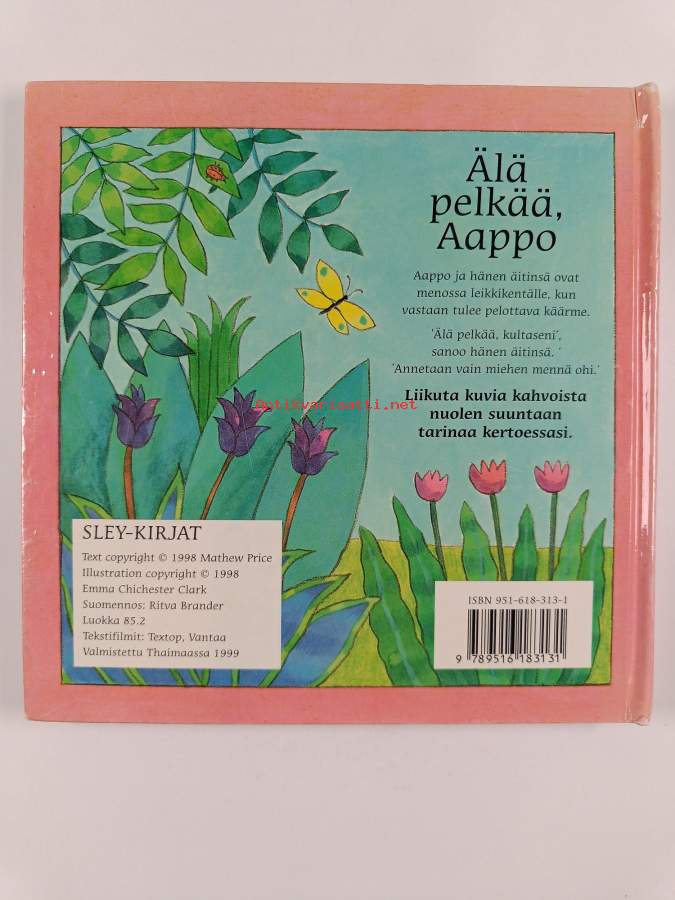 Älä
pelkää,
Aappo
Aappo ja hänen äitinsä ovat
menossa leikkikentälle, kun
vastaan tulee pelottava käärme.
'Älä pelkää, kultaseni',
sanoo hänen äitinsä. '
'Annetaan vain miehen mennä ohi.'
Liikuta kuvia kahvoista
nuolen suuntaan
tarinaa kertoessasi.
antikvariaatti.net
SLEY-KIRJAT
Text copyright © 1998 Mathew Price
Illustration copyright © 1998
Emma Chichester Clark
Suomennos: Ritva Brander
Luokka 85.2
Tekstifilmit: Textop, Vantaa
Valmistettu Thaimaassa 1999
ISBN 951-618-313-1
9 789516 183131